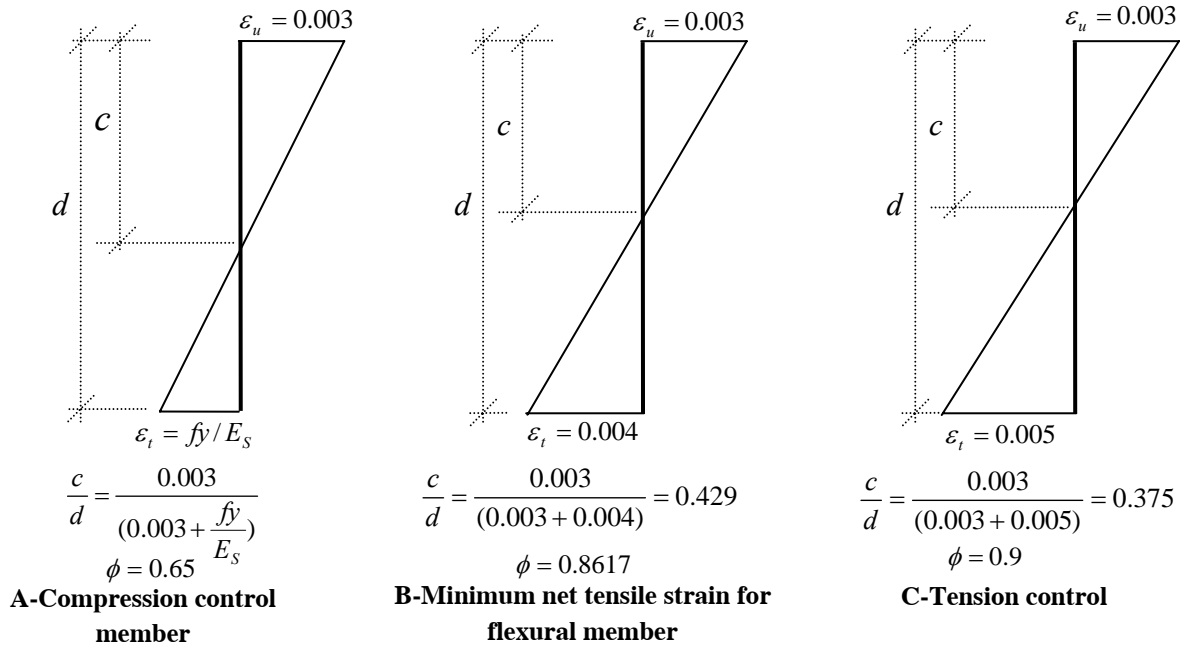 ε_u = 0.003
c
d
ε_t = fy / E_S
c/d = 0.003/(0.003 + fy/E_S)
ϕ = 0.65
A-Compression control
member
ε_u = 0.003
c
d
ε_t = 0.004
c/d = 0.003/(0.003 + 0.004) = 0.429
ϕ = 0.8617
B-Minimum net tensile strain for
flexural member
ε_u = 0.003
c
d
ε_t = 0.005
c/d = 0.003/(0.003 + 0.005) = 0.375
ϕ = 0.9
C-Tension control